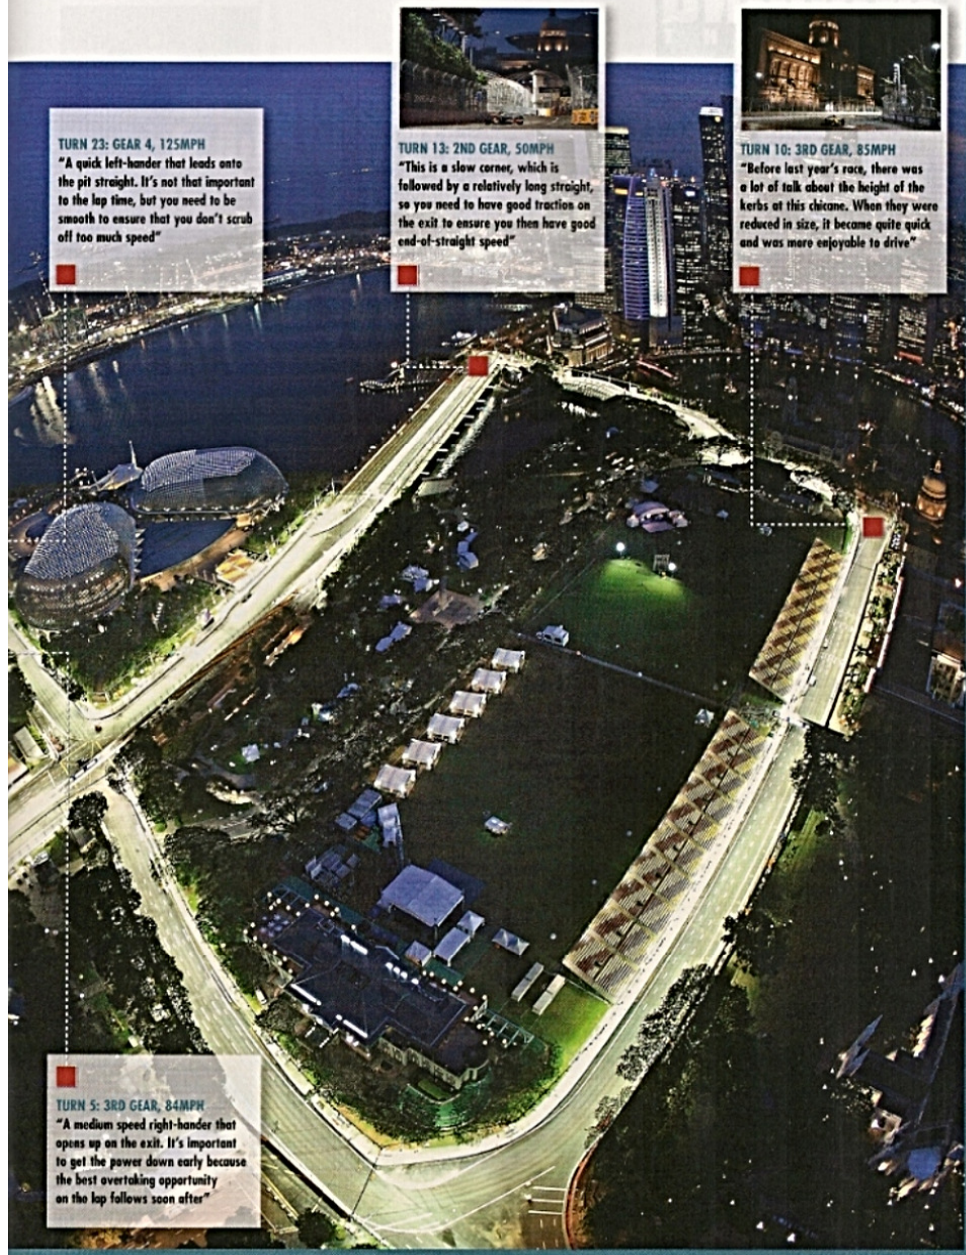 TURN 23: GEAR 4, 125MPH
“A quick left-hander that leads onto
the pit straight. It’s not that important
to the lap time, but you need to be
smooth to ensure that you don’t scrub
off too much speed”
TURN 13: 2ND GEAR, 50MPH
“This is a slow corner, which is
followed by a relatively long straight,
so you need to have good traction on
the exit to ensure you then have good
end-of-straight speed”
TURN 10: 3RD GEAR, 85MPH
“Before last year’s race, there was
a lot of talk about the height of the
kerbs at this chicane. When they were
reduced in size, it became quite quick
and was more enjoyable to drive”
TURN 5: 3RD GEAR, 84MPH
“A medium speed right-hander that
opens up on the exit. It’s important
to get the power down early because
the best overtaking opportunity
on the lap follows soon after”